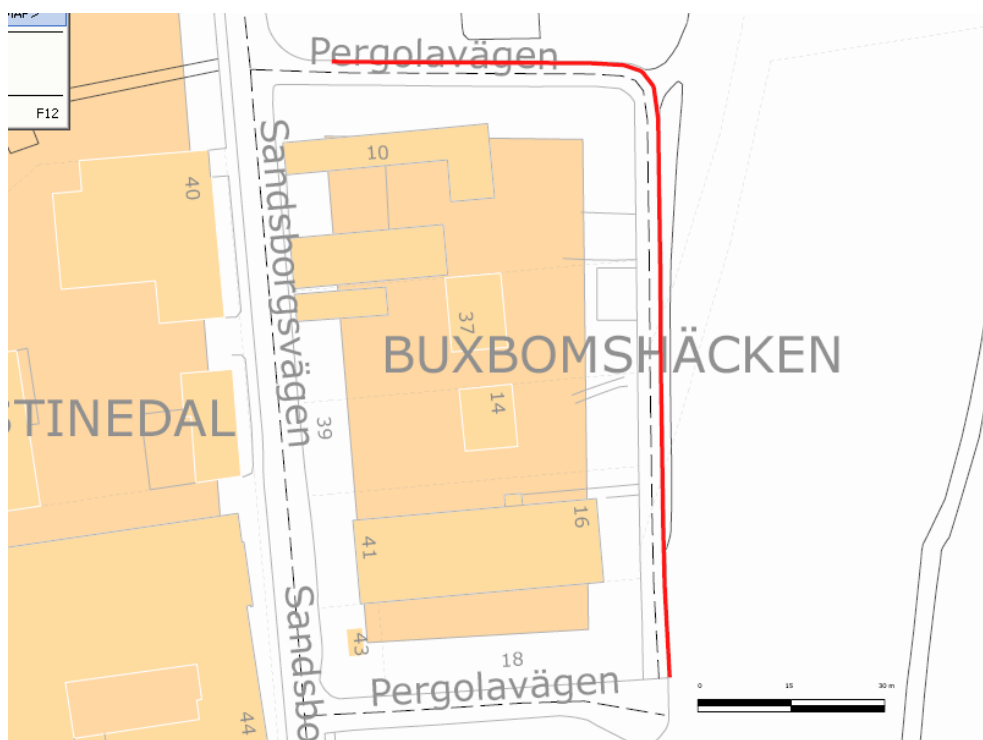 F12
Pergolavägen
Sandsborgsvägen
10
40
37
BUXBOMSHÄCKEN
14
STINEDAL
39
16
41
43
18
Pergolavägen
Sandsbo
44
0 15 30 m